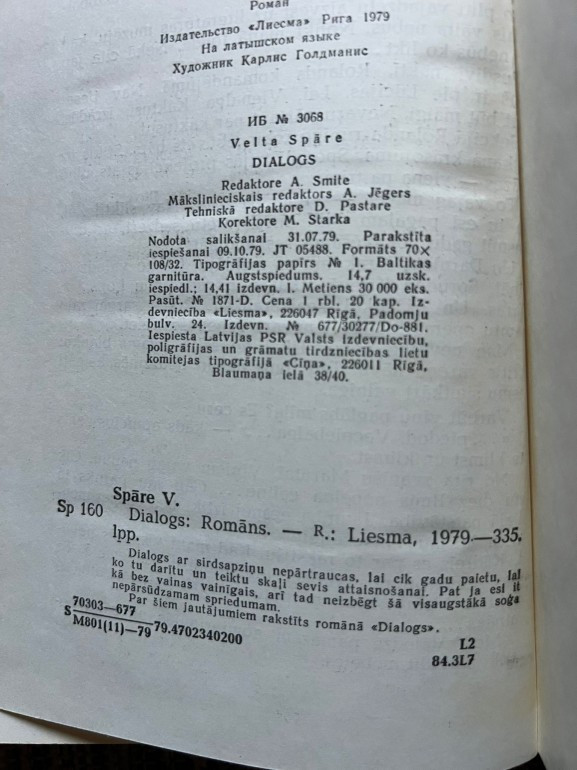 Роман
Издательство «Лиесма» Рига 1979
На латышском языке
Художник Карлис Голдманис
ИБ № 3068
Velta Spāre
DIALOGS
Redaktore A. Smite
Mākslinieciskais redaktors A. Jēgers
Tehniskā redaktore D. Pastare
Korektore M. Starka
Nodota salikšanai 31.07.79. Parakstīta
iespiešanai 09.10.79. JT 05488. Formāts 70×
108/32. Tipogrāfijas papīrs № 1. Baltikas
garnitūra. Augstspiedums. 14,7 uzsk.
iespiedl.; 14,41 izdevn. l. Metiens 30 000 eks.
Pasūt. № 1871-D. Cena 1 rbl. 20 kap. Iz-
devniecība «Liesma», 226047 Rīgā, Padomju
bulv. 24. Izdevn. № 677/30277/Do-881.
Iespiesta Latvijas PSR Valsts izdevniecību,
poligrāfijas un grāmatu tirdzniecības lietu
komitejas tipogrāfijā «Cīņa», 226011 Rīgā,
Blaumaņa ielā 38/40.
Spāre V.
Sp 160 Dialogs: Romāns. — R.: Liesma, 1979.—335.
lpp.
Dialogs ar sirdsapziņu nepārtraucas, lai cik gadu paietu, lai
ko tu darītu un teiktu skaļi sevis attaisnošanai. Pat ja esi it
kā bez vainas vainīgais, arī tad neizbēgt šā visaugstākā soģa
nepārsūdzamam spriedumam.
Par šiem jautājumiem rakstīts romānā «Dialogs».
S 70303—677
M801(11)—79 79.4702340200
L2
84.3L7